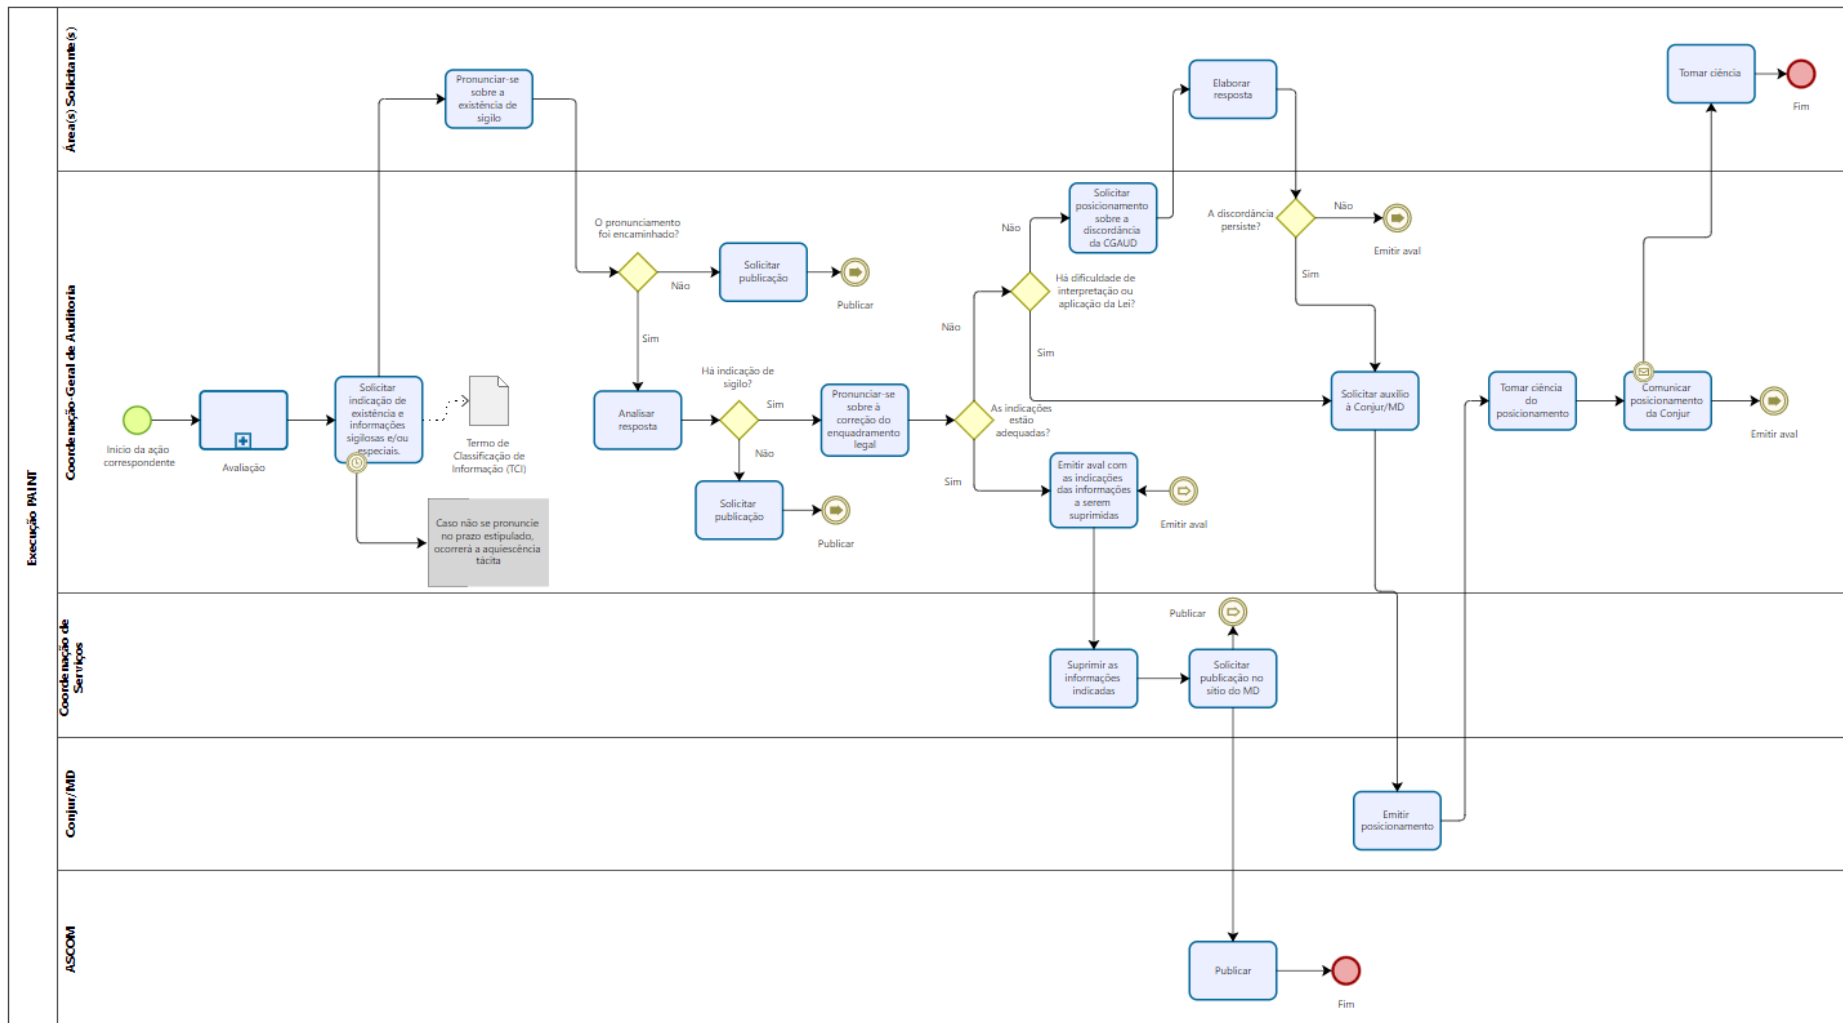 Execução PAINT
Área(s) Solicitante(s)
Pronunciar-se
sobre a
existência de
sigilo
Elaborar
resposta
Tomar ciência
Fim
Coordenação-Geral de Auditoria
Início da ação
correspondente
Avaliação
Solicitar
indicação de
existência e
informações
sigilosas e/ou
especiais.
Termo de
Classificação de
Informação (TCI)
Caso não se pronuncie
no prazo estipulado,
ocorrerá a aquiescência
tácita
O pronunciamento
foi encaminhado?
Não
Solicitar
publicação
Publicar
Sim
Analisar
resposta
Há indicação de
sigilo?
Sim
Não
Solicitar
publicação
Publicar
Pronunciar-se
sobre à
correção do
enquadramento
legal
As indicações
estão
adequadas?
Não
Sim
Há dificuldade de
interpretação ou
aplicação da Lei?
Não
Sim
Solicitar
posicionamento
sobre a
discordância
da CGAUD
Emitir aval com
as indicações
das informações
a serem
suprimidas
Emitir aval
A discordância
persiste?
Não
Emitir aval
Sim
Solicitar auxílio
à Conjur/MD
Tomar ciência
do
posicionamento
Comunicar
posicionamento
da Conjur
Emitir aval
Coordenação de
Serviços
Suprimir as
informações
indicadas
Publicar
Solicitar
publicação no
sítio do MD
Conjur/MD
Emitir
posicionamento
ASCOM
Publicar
Fim